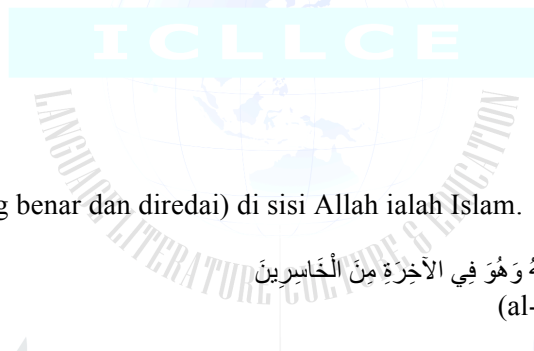 ICLLCE
LANGUAGE LITERATURE CULTURE & EDUCATION
benar dan diredai) di sisi Allah ialah Islam.
وَهُوَ فِي الآخِرَةِ مِنَ الْخَاسِرِينَ
(al-